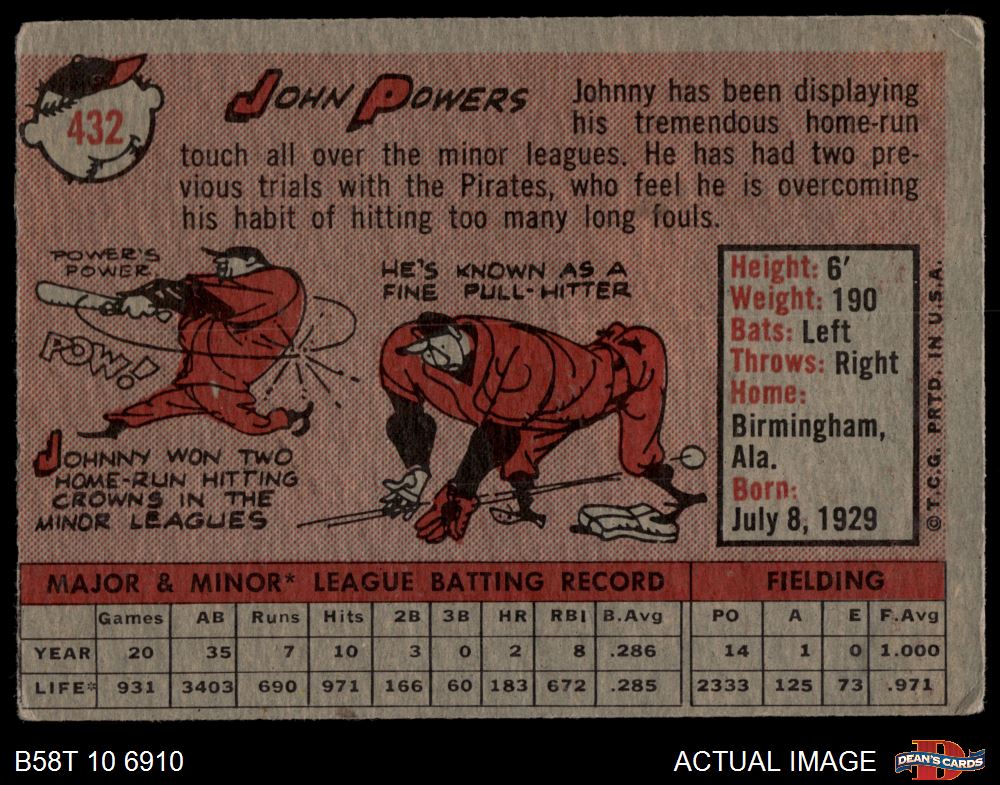 432
JOHN POWERS
Johnny has been displaying
his tremendous home-run
touch all over the minor leagues. He has had two pre-
vious trials with the Pirates, who feel he is overcoming
his habit of hitting too many long fouls.
POWER'S
POWER
POW!
JOHNNY WON TWO
HOME-RUN HITTING
CROWNS IN THE
MINOR LEAGUES
HE'S KNOWN AS A
FINE PULL-HITTER
Height: 6'
Weight: 190
Bats: Left
Throws: Right
Home:
Birmingham,
Ala.
Born:
July 8, 1929
© T.C.G. PRTD. IN U.S.A.
MAJOR & MINOR* LEAGUE BATTING RECORD FIELDING
Games AB Runs Hits 2B 3B HR RBI B.Avg PO A E F.Avg
YEAR 20 35 7 10 3 0 2 8 .286 14 1 0 1.000
LIFE* 931 3403 690 971 166 60 183 672 .285 2333 125 73 .971
B58T 10 6910
ACTUAL IMAGE
DEAN'S CARDS